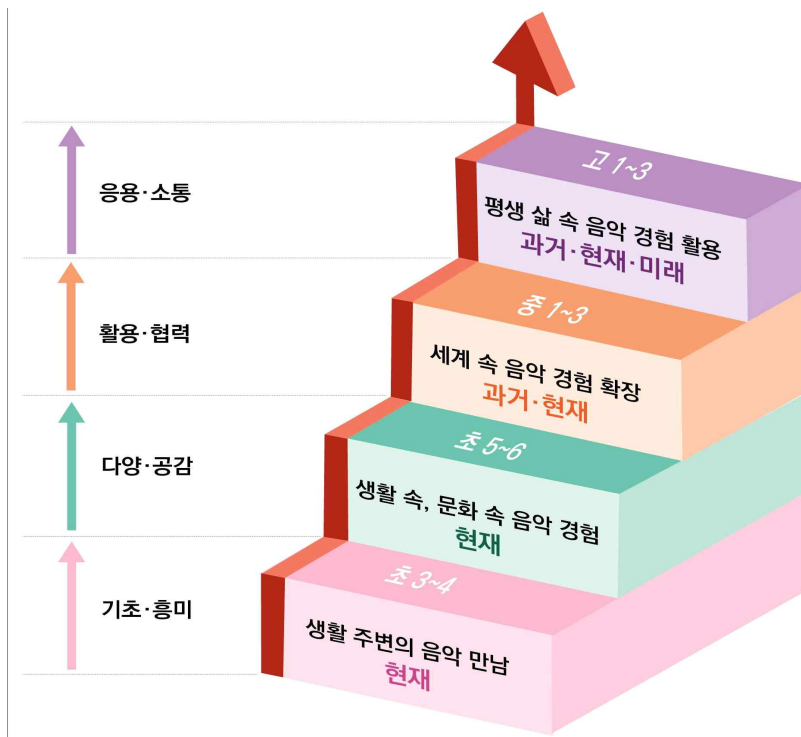 고 1~3
응용·소통
평생 삶 속 음악 경험 활용
과거·현재·미래
중 1~3
활용·협력
세계 속 음악 경험 확장
과거·현재
초 5~6
다양·공감
생활 속, 문화 속 음악 경험
현재
초 3~4
기초·흥미
생활 주변의 음악 만남
현재